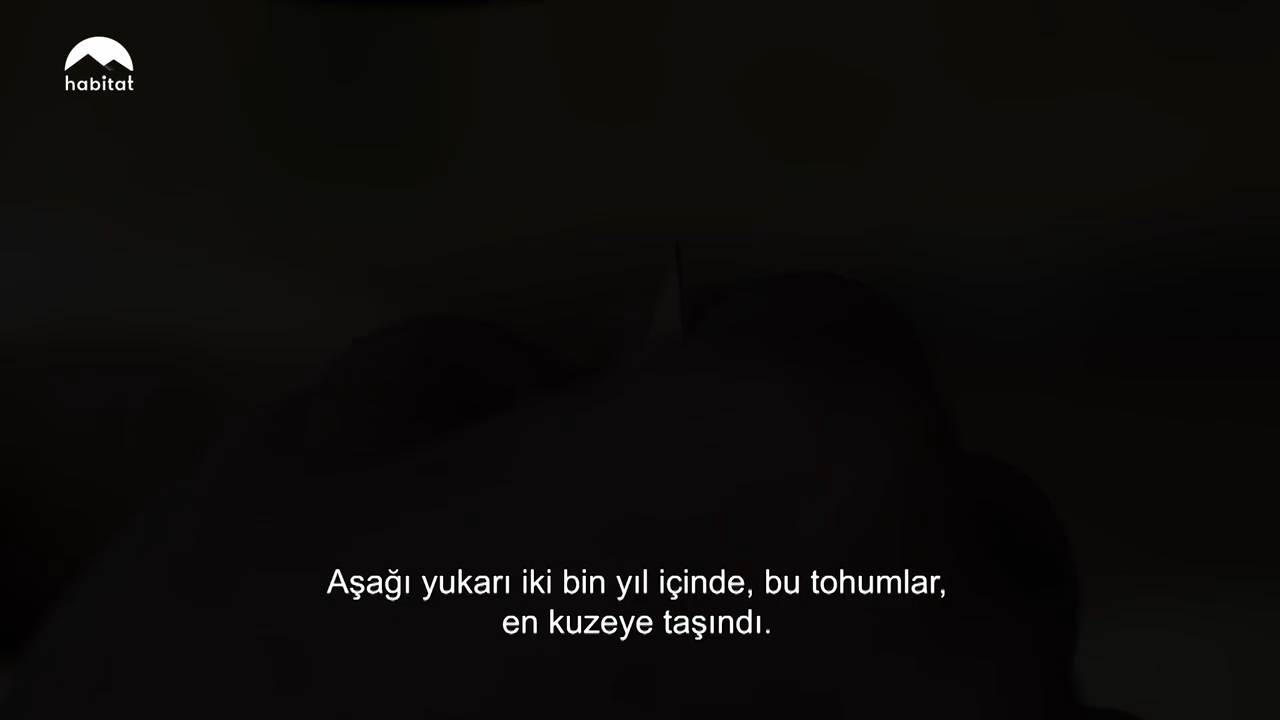 habitat
Aşağı yukarı iki bin yıl içinde, bu tohumlar,
en kuzeye taşındı.